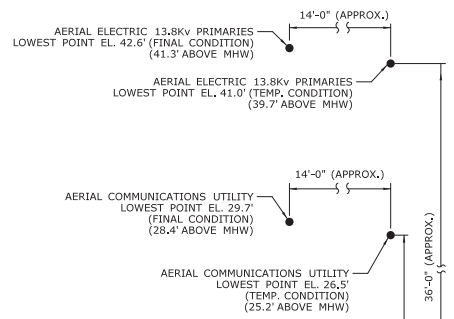 14'-0" (APPROX.)
AERIAL ELECTRIC 13.8Kv PRIMARIES
LOWEST POINT EL. 42.6' (FINAL CONDITION)
(41.3' ABOVE MHW)
AERIAL ELECTRIC 13.8Kv PRIMARIES
LOWEST POINT EL. 41.0' (TEMP. CONDITION)
(39.7' ABOVE MHW)
14'-0" (APPROX.)
AERIAL COMMUNICATIONS UTILITY
LOWEST POINT EL. 29.7'
(FINAL CONDITION)
(28.4' ABOVE MHW)
AERIAL COMMUNICATIONS UTILITY
LOWEST POINT EL. 26.5'
(TEMP. CONDITION)
(25.2' ABOVE MHW)
36'-0" (APPROX.)